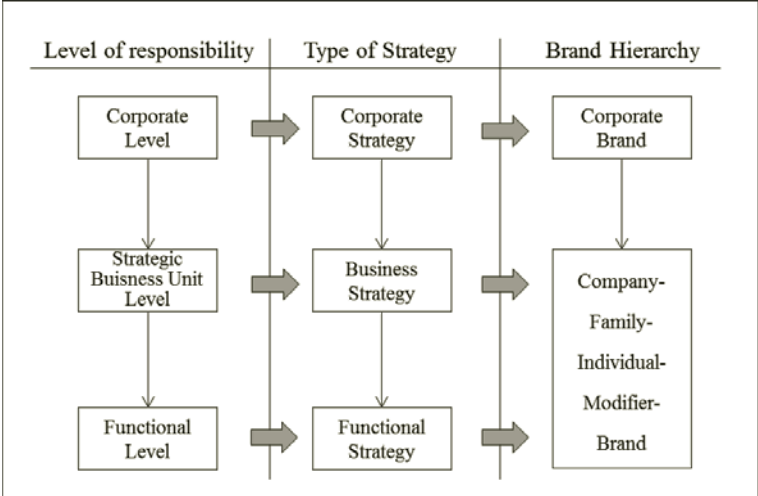 Level of responsibility
Type of Strategy
Brand Hierarchy
Corporate
Level
Corporate
Strategy
Corporate
Brand
Strategic
Buisness Unit
Level
Business
Strategy
Company-
Family-
Individual-
Modifier-
Brand
Functional
Level
Functional
Strategy